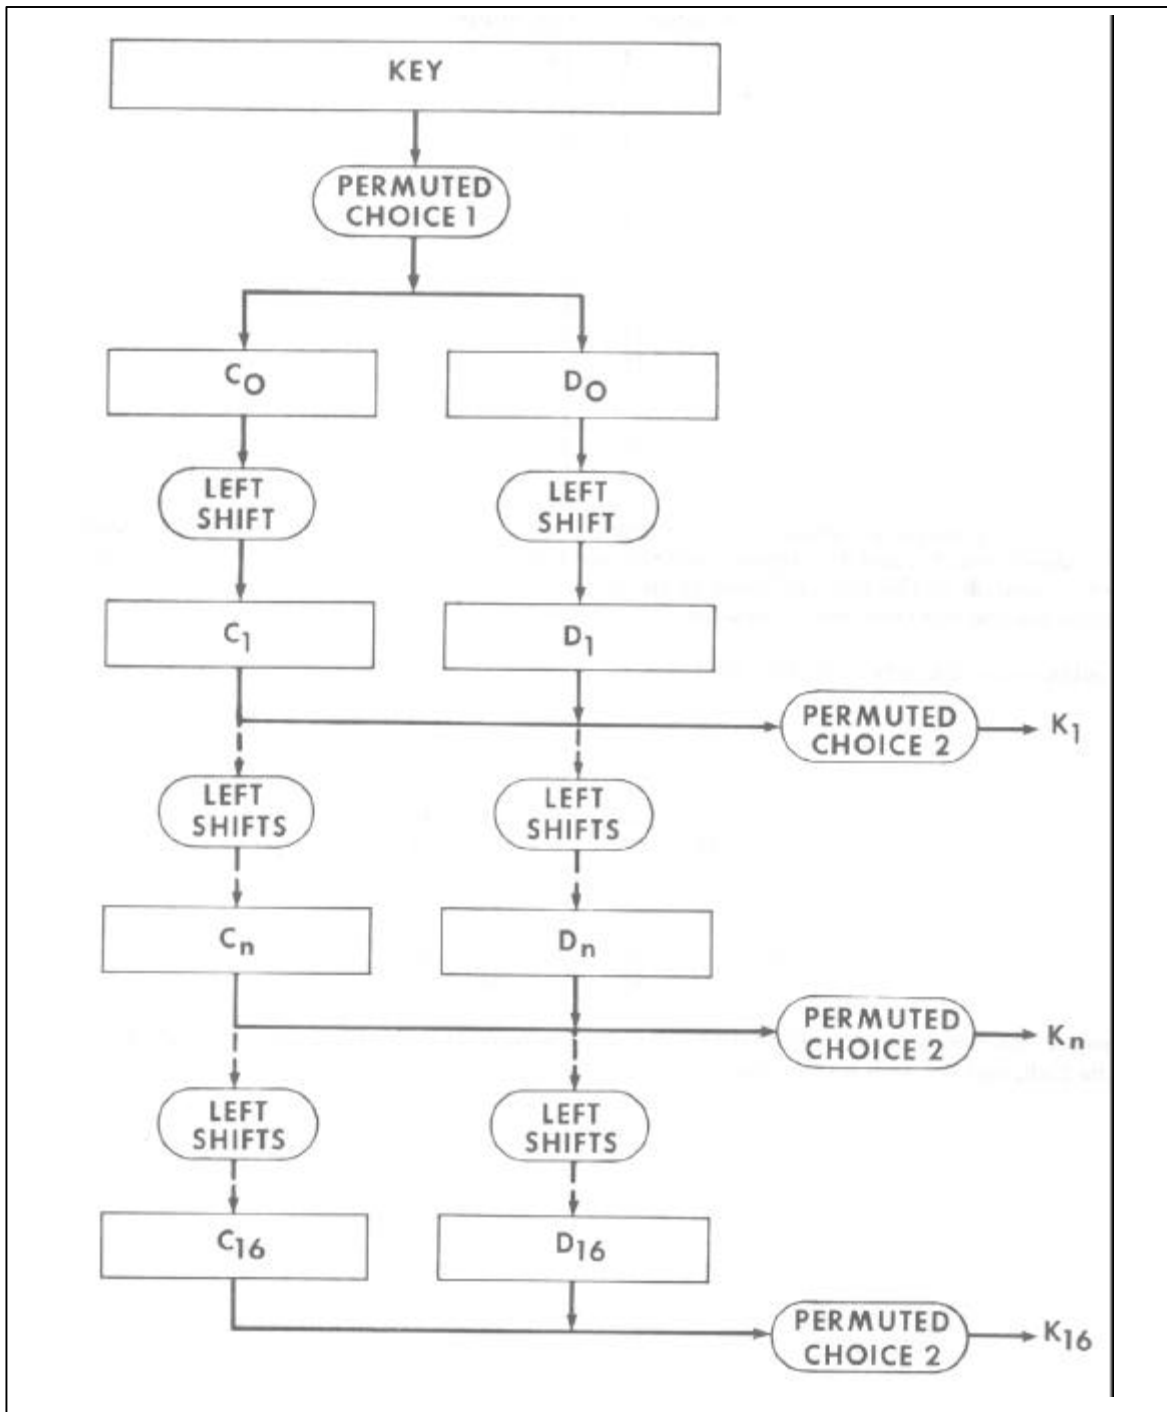 KEY
PERMUTED
CHOICE 1
C0 D0
LEFT
SHIFT
LEFT
SHIFT
C1 D1
PERMUTED
CHOICE 2
K1
LEFT
SHIFTS
LEFT
SHIFTS
Cn Dn
PERMUTED
CHOICE 2
Kn
LEFT
SHIFTS
LEFT
SHIFTS
C16 D16
PERMUTED
CHOICE 2
K16